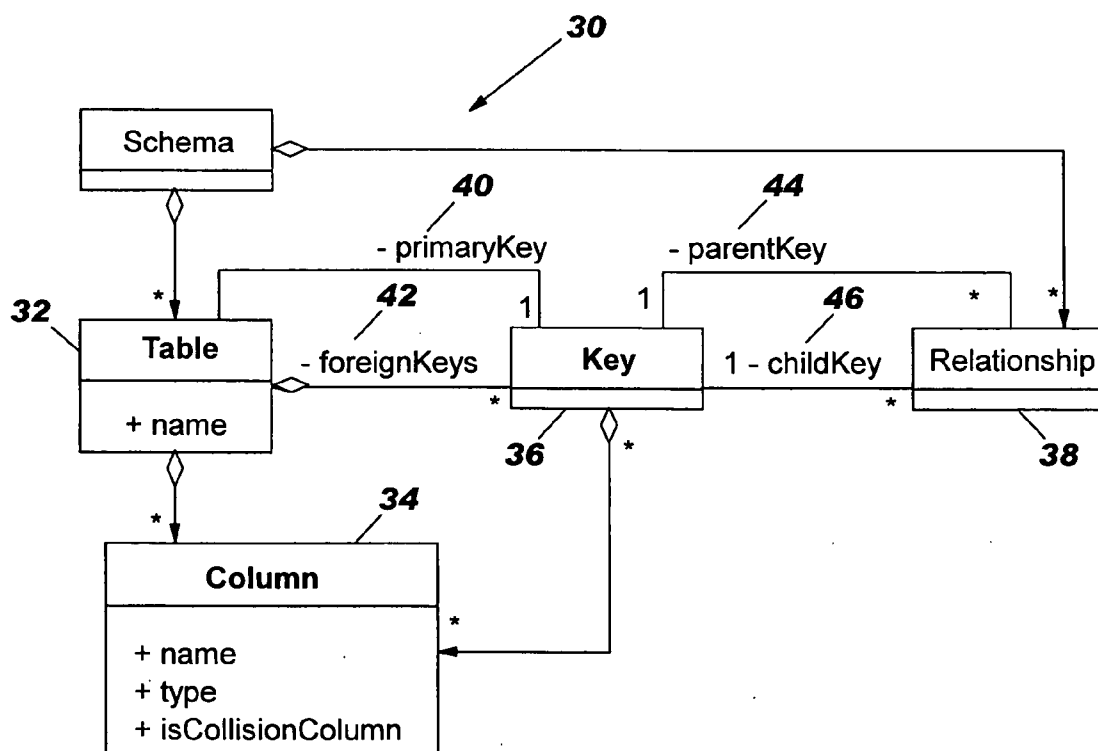 30
Schema
40
44
- primaryKey
- parentKey
* 42 1 1 46 * *
32
Table
- foreignKeys
Key
1 - childKey
Relationship
* *
+ name
36 * 38
* 34
Column
*
+ name
+ type
+ isCollisionColumn